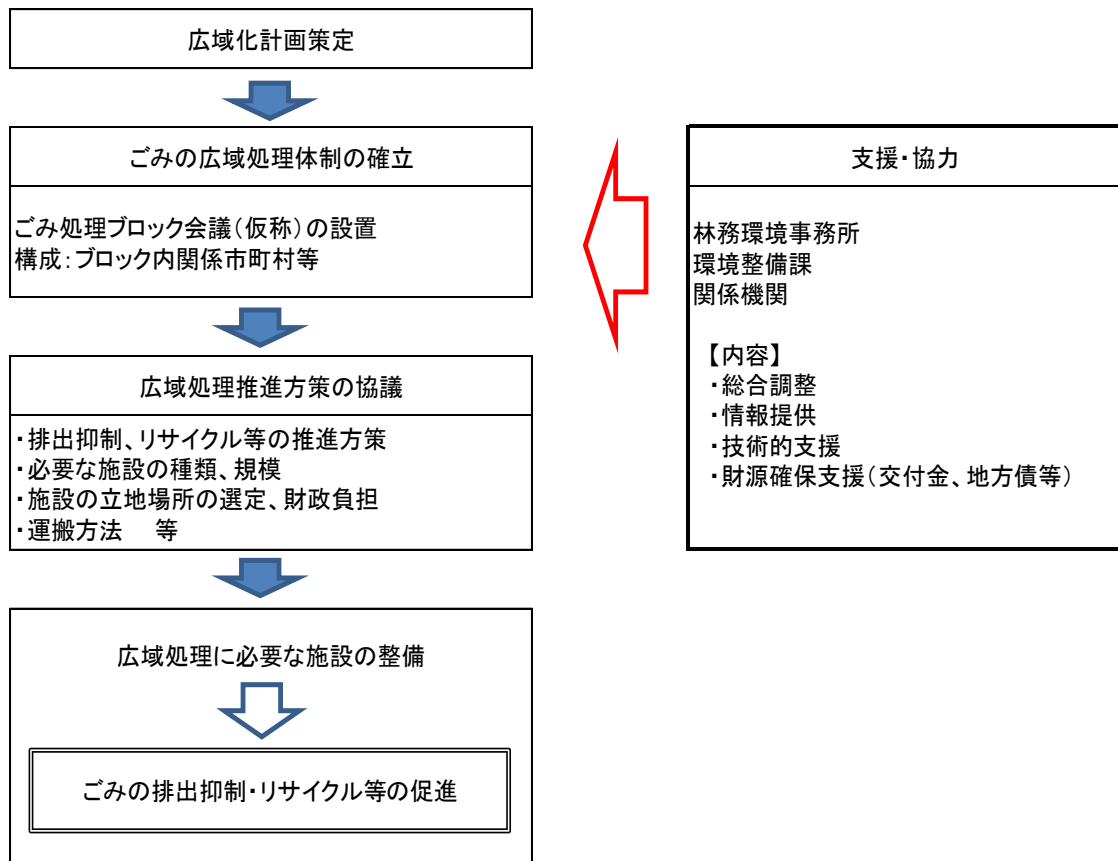 広域化計画策定
ごみの広域処理体制の確立
ごみ処理ブロック会議（仮称）の設置
構成：ブロック内関係市町村等
広域処理推進方策の協議
・排出抑制、リサイクル等の推進方策
・必要な施設の種類、規模
・施設の立地場所の選定、財政負担
・運搬方法　等
広域処理に必要な施設の整備
ごみの排出抑制・リサイクル等の促進
支援・協力
林務環境事務所
環境整備課
関係機関
【内容】
・総合調整
・情報提供
・技術的支援
・財源確保支援（交付金、地方債等）